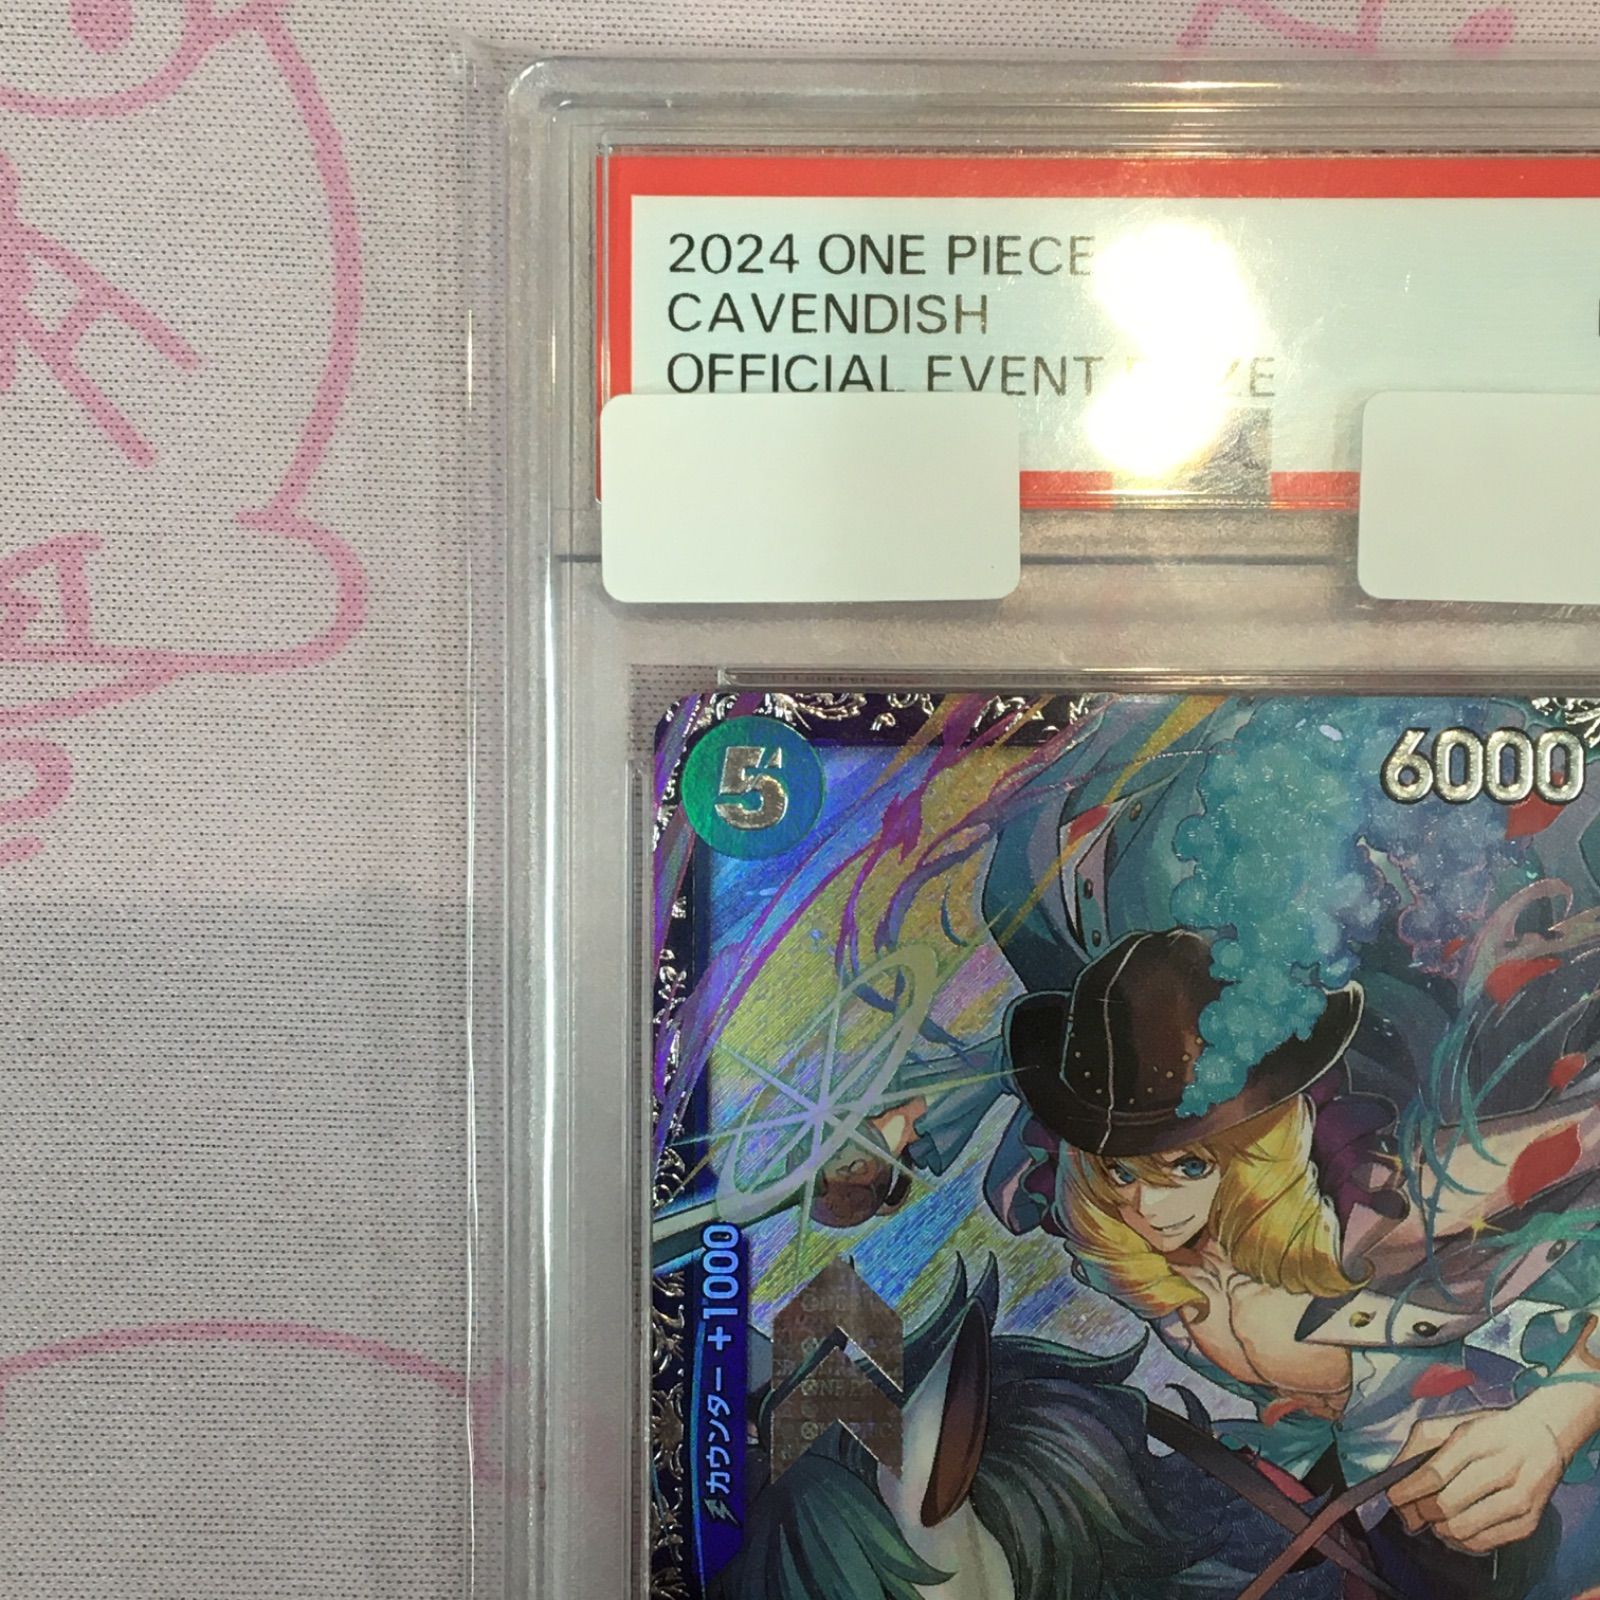 2024 ONE PIECE
CAVENDISH
OFFICIAL EVENT
5
6000
カウンター +1000